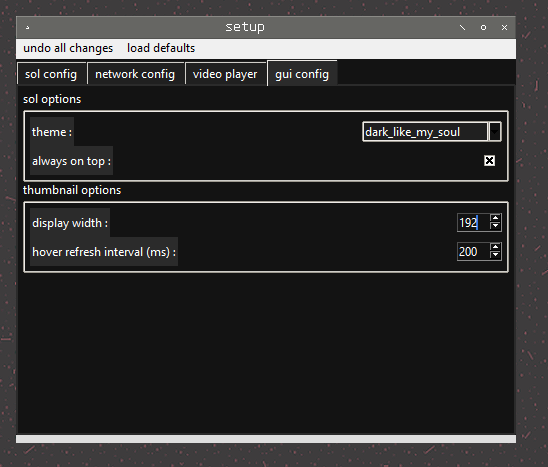 setup
undo all changes load defaults
sol config network config video player gui config
sol options
theme : dark_like_my_soul
always on top :
thumbnail options
display width : 192
hover refresh interval (ms) : 200